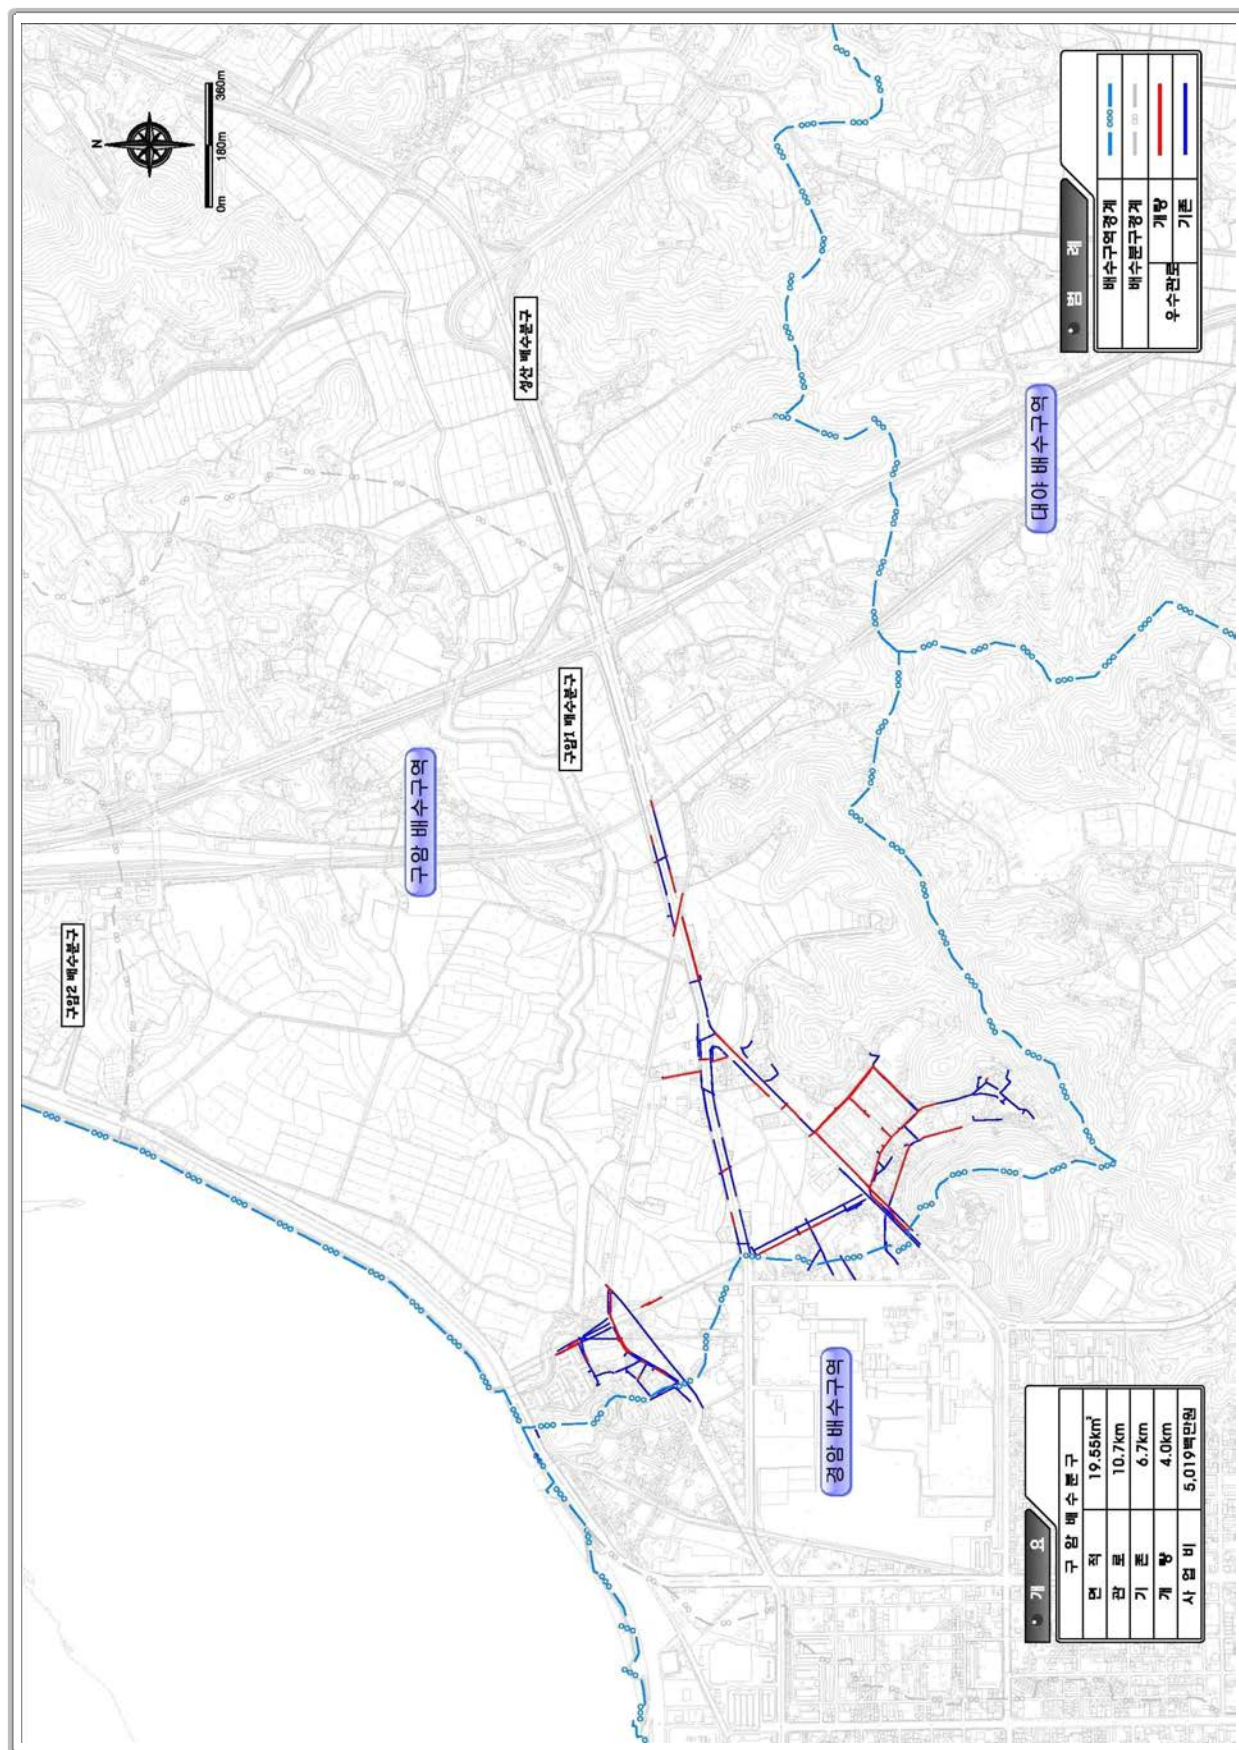 N
0m 180m 360m
구암2 배수분구
구암 배수구역
성산 배수분구
구암1 배수분구
대야 배수구역
경암 배수구역
범 례
배수구역경계
배수분구경계
우수관로
개량
기존
개 요
구 암 배 수 분 구
면 적 19.55km²
관 로 10.7km
기 존 6.7km
개 량 4.0km
사 업 비 5,019백만원